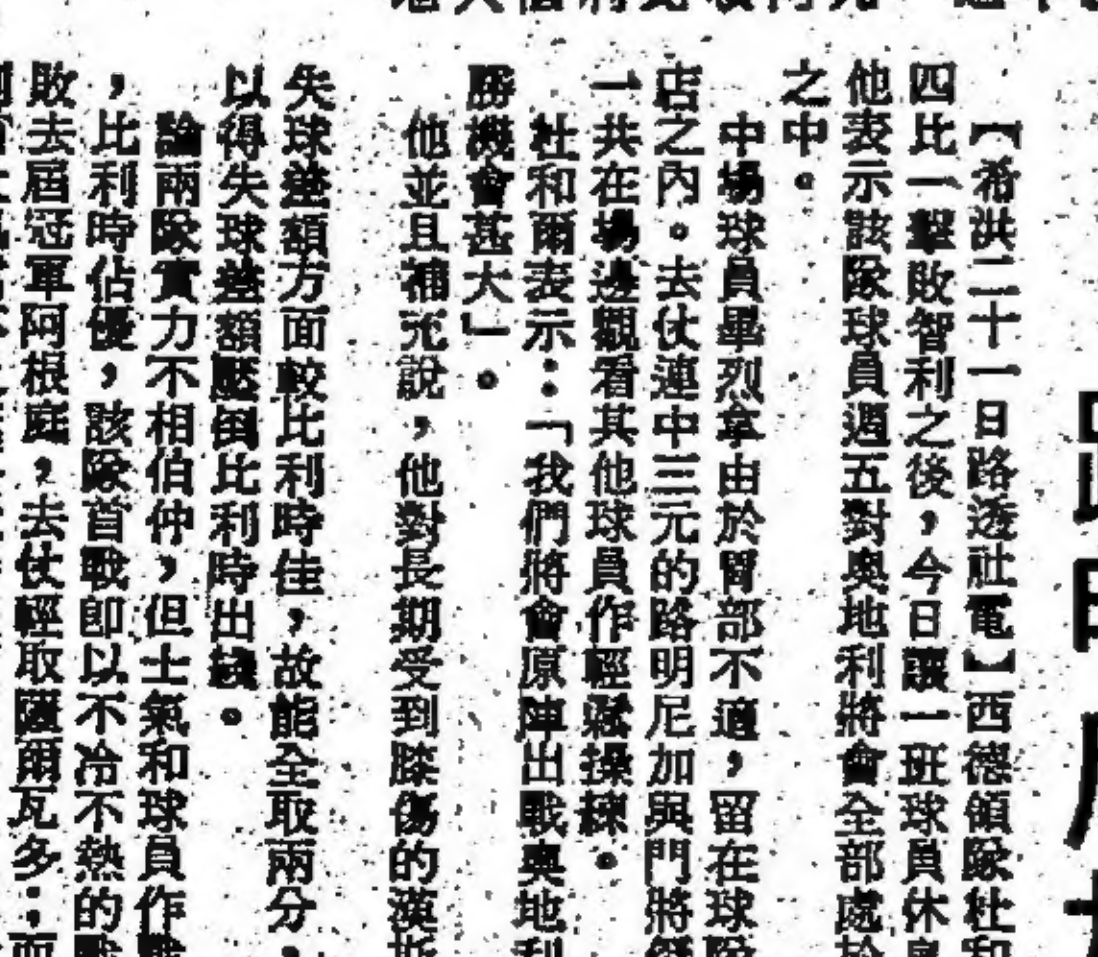 【希洪二十一日路透社電】西德領隊杜和
四比一擊敗智利之後，今日讓一班球員休息
他表示該隊球員週五對奧地利將會全部處於
之中。
中場球員畢烈拿由於胃部不適，留在球隊
店之內。去仗連中三元的路明尼加與門將
一共在場邊觀看其他球員作輕鬆操練。
杜和爾表示：「我們將會原陣出戰奧地利
勝機會甚大」。
他並且補充說，他對長期受到膝傷的漢斯
失球差額方面較比利時佳，故能全取兩分，
以得失球差額壓倒比利時出線。
論兩隊實力不相伯仲，但士氣和球員作戰
，比利時佔優，該隊首戰即以不冷不熱的戰
敗去屆冠軍阿根庭，去仗輕取薩爾瓦多；而